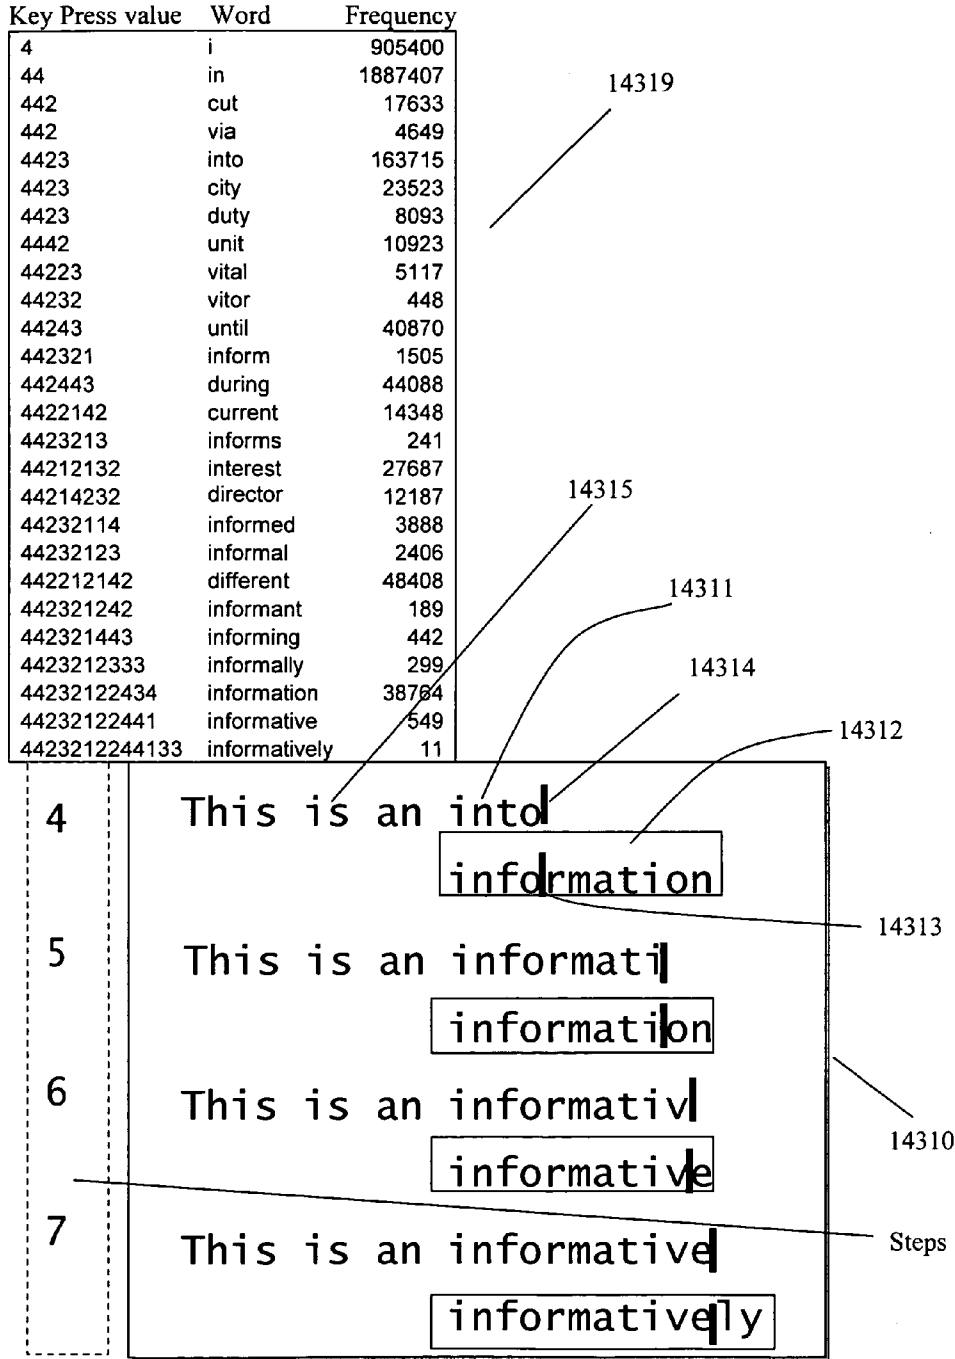 Key Press value Word Frequency
4 i 905400
44 in 1887407
442 cut 17633
442 via 4649
4423 into 163715
4423 city 23523
4423 duty 8093
4442 unit 10923
44223 vital 5117
44232 vitor 448
44243 until 40870
442321 inform 1505
442443 during 44088
4422142 current 14348
4423213 informs 241
44212132 interest 27687
44214232 director 12187
44232114 informed 3888
44232123 informal 2406
442212142 different 48408
442321242 informant 189
442321443 informing 442
4423212333 informally 299
44232122434 information 38764
44232122441 informative 549
4423212244133 informatively 11
14319
14315
14311
14314
14312
4 This is an into
information
14313
5 This is an informati
information
6 This is an informativ
informative
14310
7 This is an informative
Steps
informatively